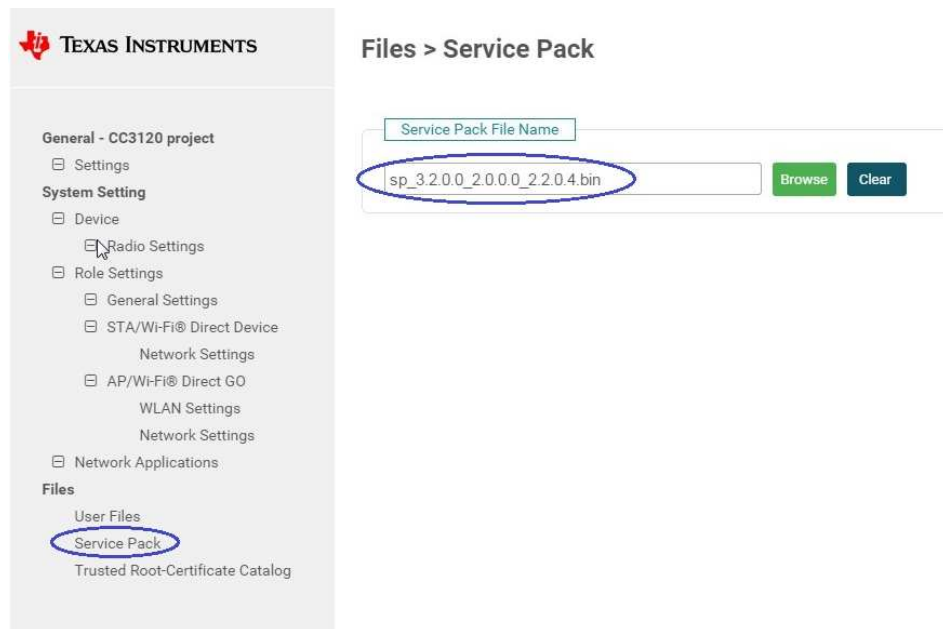 TEXAS INSTRUMENTS
Files > Service Pack
General - CC3120 project
Settings
System Setting
Device
Radio Settings
Role Settings
General Settings
STA/Wi-Fi® Direct Device
Network Settings
AP/Wi-Fi® Direct GO
WLAN Settings
Network Settings
Network Applications
Files
User Files
Service Pack
Trusted Root-Certificate Catalog
Service Pack File Name
sp_3.2.0.0_2.0.0.0_2.2.0.4.bin
Browse
Clear